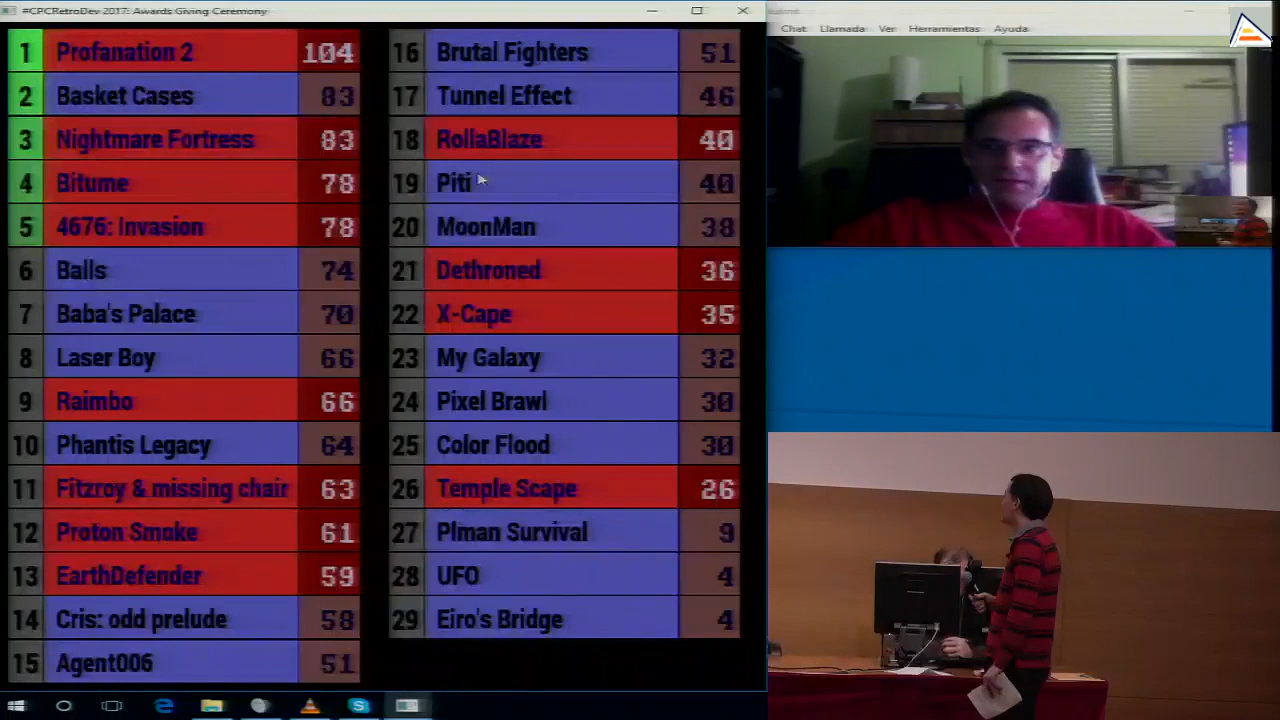 #CPCRetroDev 2017: Awards Giving Ceremony
Chat Llamada Ver Herramientas Ayuda
1 Profanation 2 104
2 Basket Cases 83
3 Nightmare Fortress 83
4 Bitume 78
5 4676: Invasion 78
6 Balls 74
7 Baba's Palace 70
8 Laser Boy 66
9 Raimbo 66
10 Phantis Legacy 64
11 Fitzroy & missing chair 63
12 Proton Smoke 61
13 EarthDefender 59
14 Cris: odd prelude 58
15 Agent006 51
16 Brutal Fighters 51
17 Tunnel Effect 46
18 RollaBlaze 40
19 Piti 40
20 MoonMan 38
21 Dethroned 36
22 X-Cape 35
23 My Galaxy 32
24 Pixel Brawl 30
25 Color Flood 30
26 Temple Scape 26
27 Plman Survival 9
28 UFO 4
29 Eiro's Bridge 4